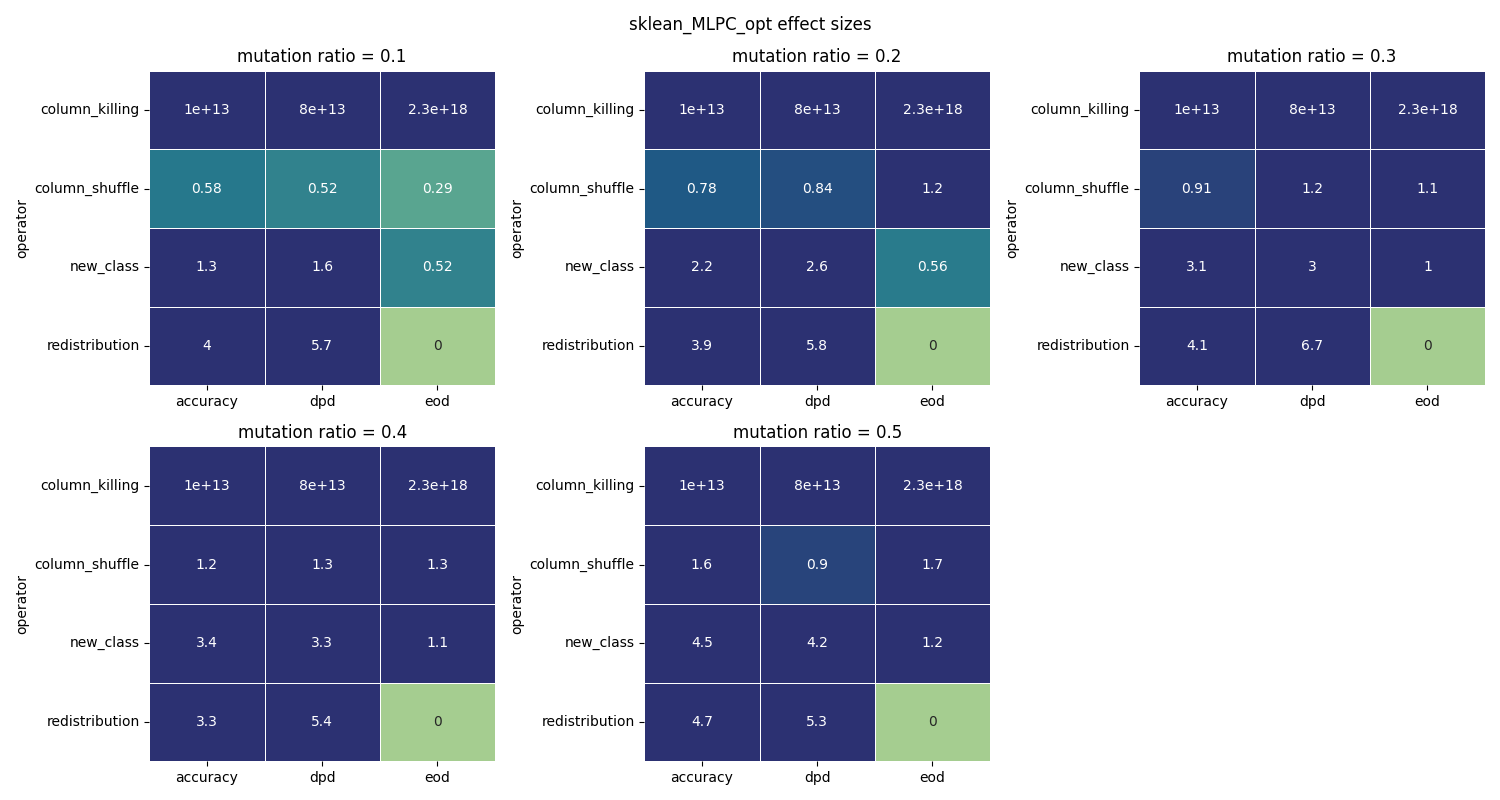 sklean_MLPC_opt effect sizes
mutation ratio = 0.1
operator
column_killing 1e+13 8e+13 2.3e+18
column_shuffle 0.58 0.52 0.29
new_class 1.3 1.6 0.52
redistribution 4 5.7 0
accuracy dpd eod
mutation ratio = 0.2
operator
column_killing 1e+13 8e+13 2.3e+18
column_shuffle 0.78 0.84 1.2
new_class 2.2 2.6 0.56
redistribution 3.9 5.8 0
accuracy dpd eod
mutation ratio = 0.3
operator
column_killing 1e+13 8e+13 2.3e+18
column_shuffle 0.91 1.2 1.1
new_class 3.1 3 1
redistribution 4.1 6.7 0
accuracy dpd eod
mutation ratio = 0.4
operator
column_killing 1e+13 8e+13 2.3e+18
column_shuffle 1.2 1.3 1.3
new_class 3.4 3.3 1.1
redistribution 3.3 5.4 0
accuracy dpd eod
mutation ratio = 0.5
operator
column_killing 1e+13 8e+13 2.3e+18
column_shuffle 1.6 0.9 1.7
new_class 4.5 4.2 1.2
redistribution 4.7 5.3 0
accuracy dpd eod